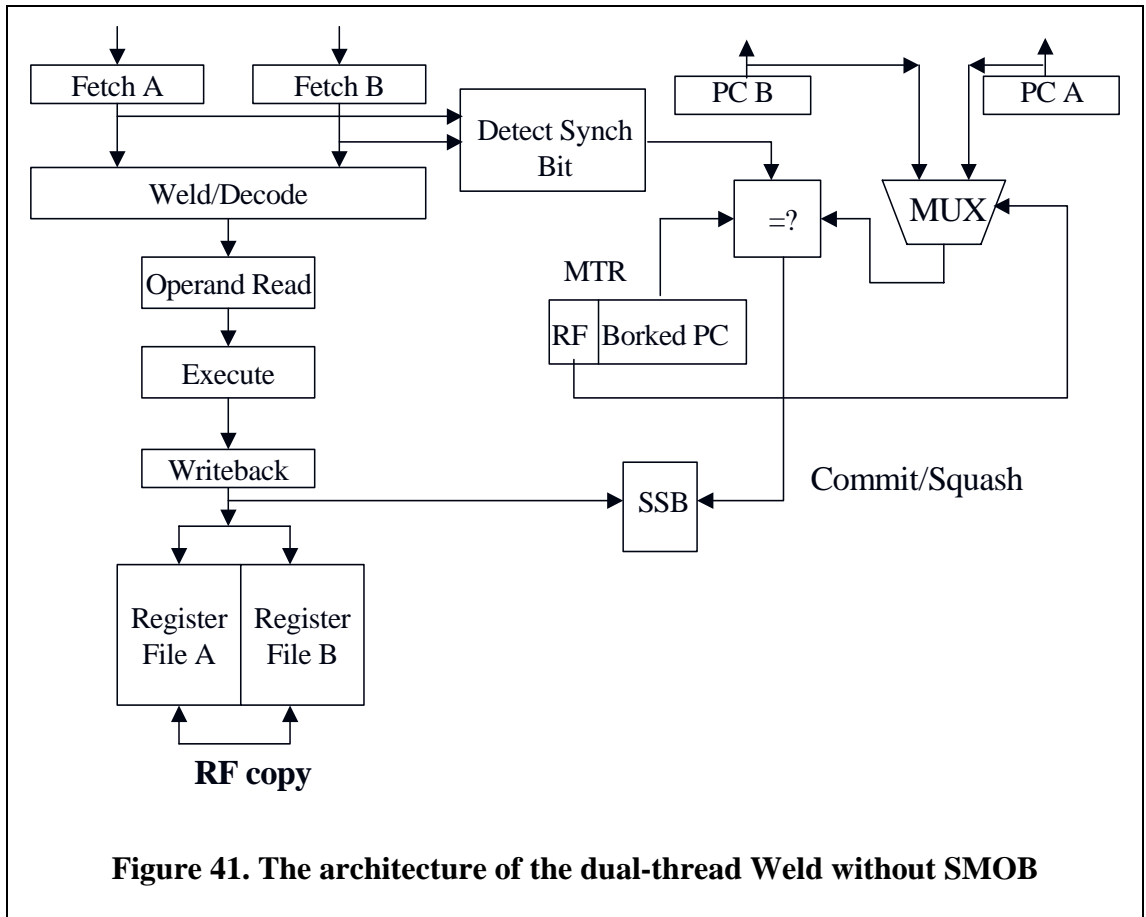 Fetch A
Fetch B
PC B
PC A
Detect Synch
Bit
Weld/Decode
=?
MUX
Operand Read
MTR
RF
Borked PC
Execute
Writeback
SSB
Commit/Squash
Register
File A
Register
File B
RF copy
Figure 41. The architecture of the dual-thread Weld without SMOB